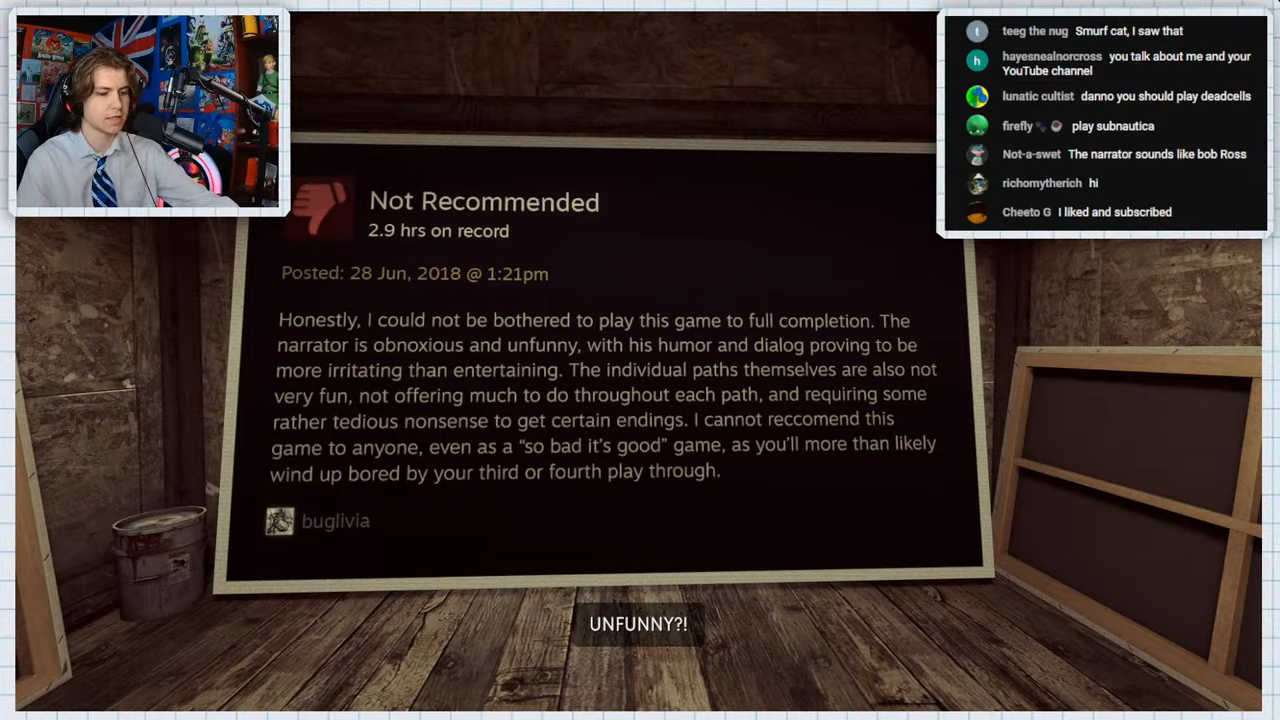 teeg the nug Smurf cat, I saw that
hayesnealnorcross you talk about me and your
YouTube channel
lunatic cultist danno you should play deadcells
firefly play subnautica
Not-a-swet The narrator sounds like bob Ross
richomytherich hi
Cheeto G I liked and subscribed
Not Recommended
2.9 hrs on record
Posted: 28 Jun, 2018 @ 1:21pm
Honestly, I could not be bothered to play this game to full completion. The
narrator is obnoxious and unfunny, with his humor and dialog proving to be
more irritating than entertaining. The individual paths themselves are also not
very fun, not offering much to do throughout each path, and requiring some
rather tedious nonsense to get certain endings. I cannot reccomend this
game to anyone, even as a “so bad it’s good” game, as you’ll more than likely
wind up bored by your third or fourth play through.
buglivia
UNFUNNY?!